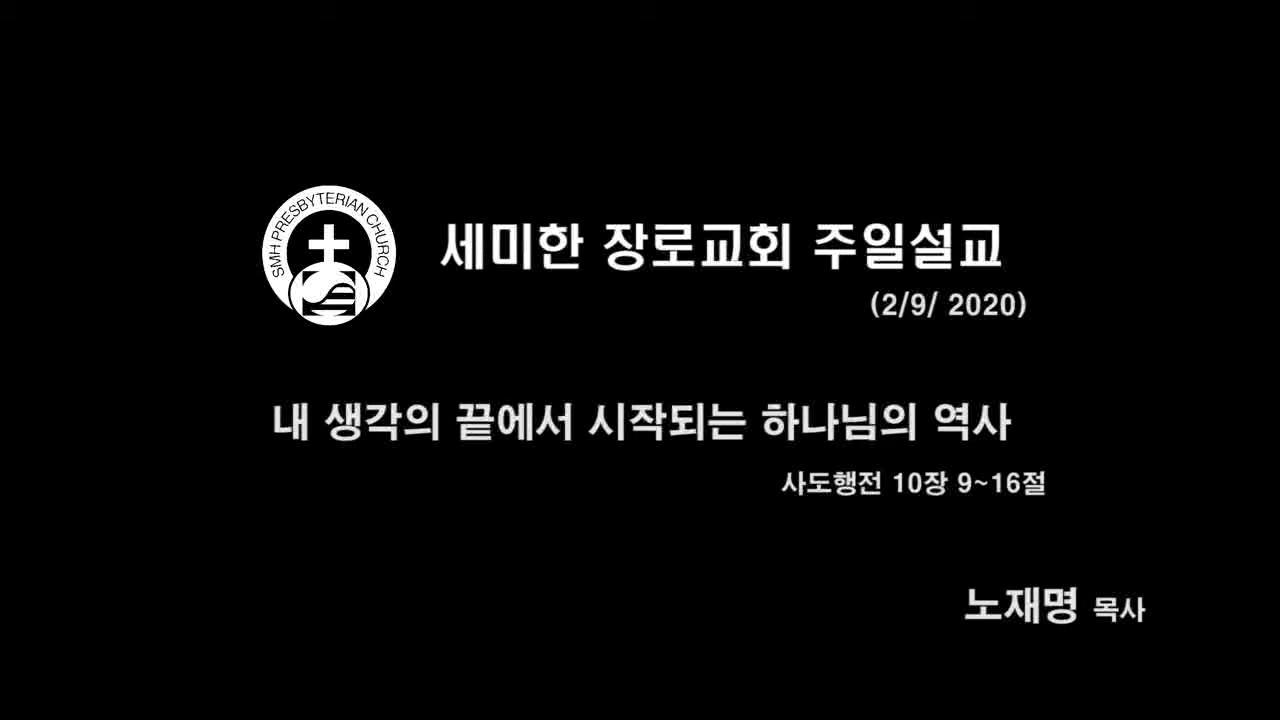 SMH PRESBYTERIAN CHURCH
세미한 장로교회 주일설교
(2/9/ 2020)
내 생각의 끝에서 시작되는 하나님의 역사
사도행전 10장 9~16절
노재명 목사